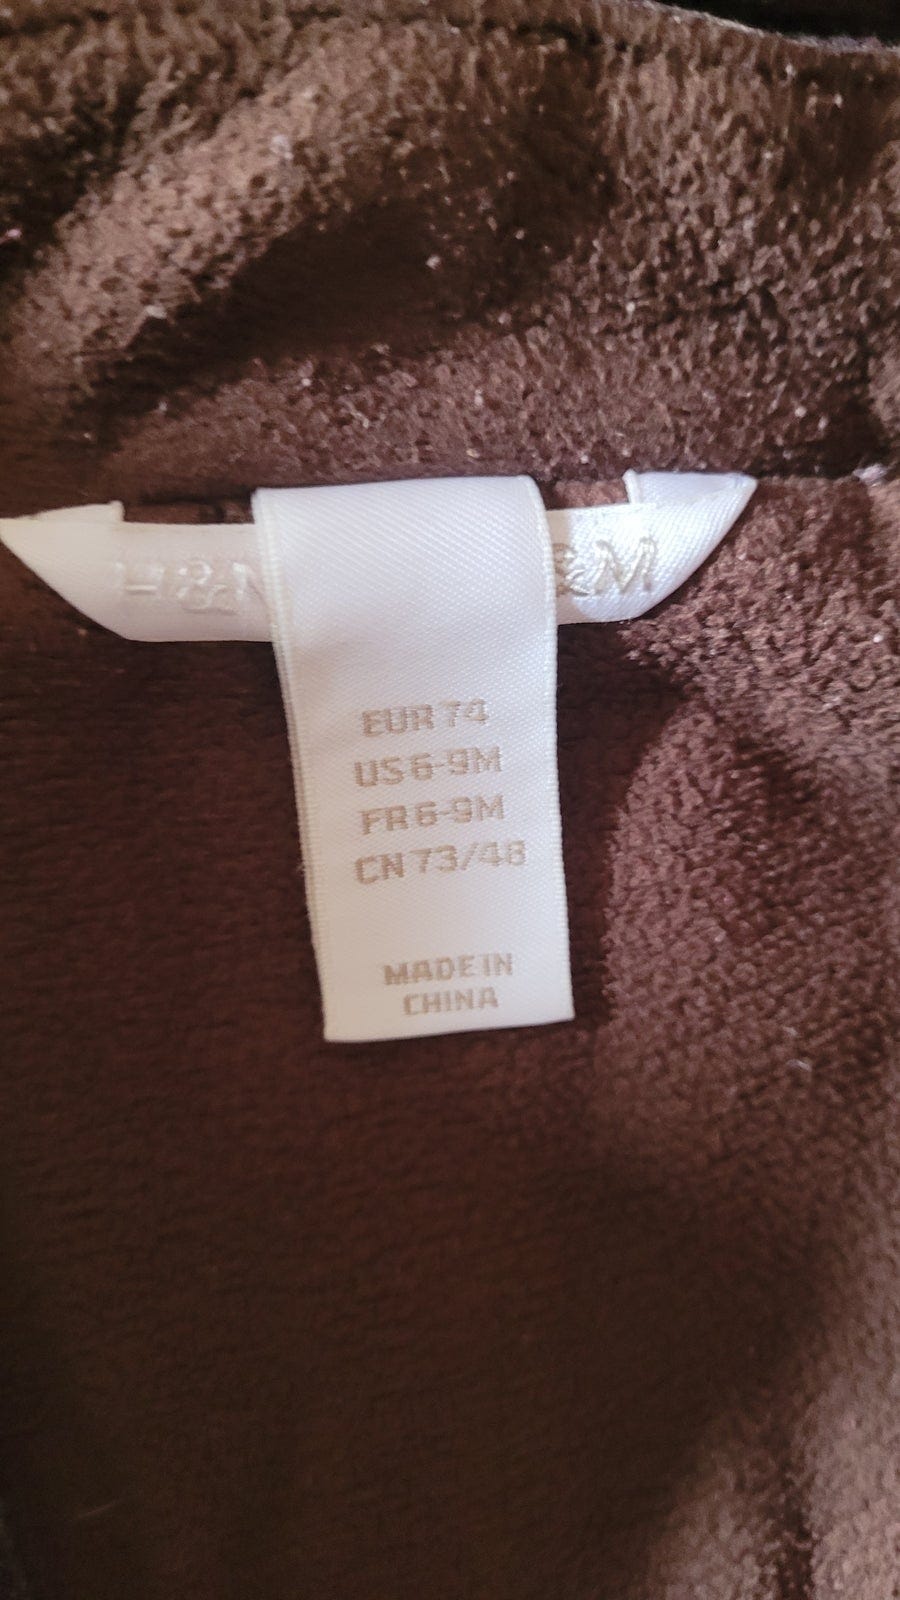 H&M
&M
EUR 74
US 6-9M
FR 6-9M
CN 73/48
MADE IN
CHINA